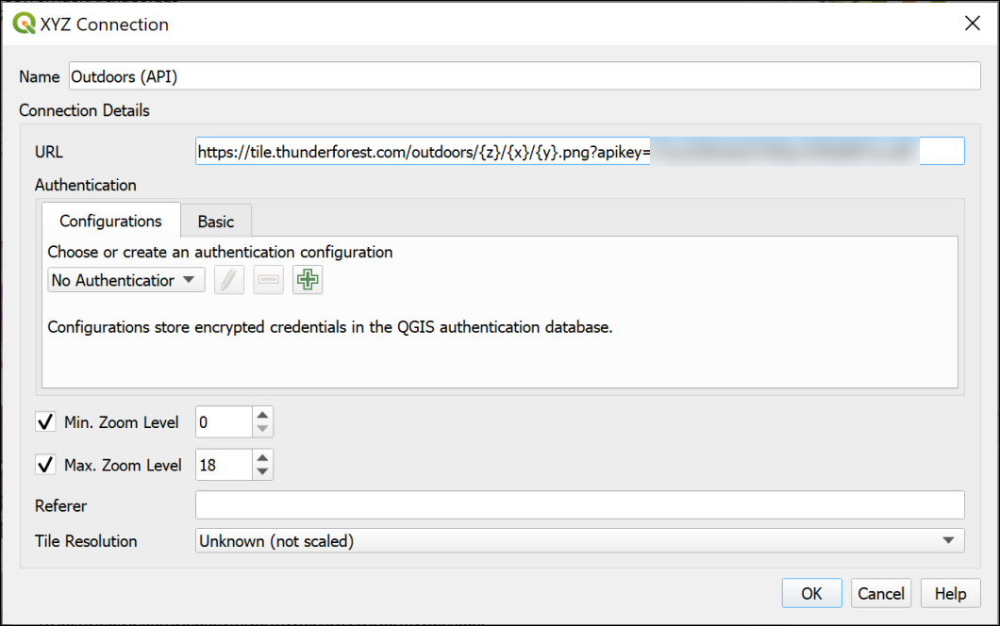 XYZ Connection
Name Outdoors (API)
Connection Details
URL https://tile.thunderforest.com/outdoors/{z}/{x}/{y}.png?apikey=
Authentication
Configurations Basic
Choose or create an authentication configuration
No Authentication
Configurations store encrypted credentials in the QGIS authentication database.
Min. Zoom Level 0
Max. Zoom Level 18
Referer
Tile Resolution Unknown (not scaled)
OK Cancel Help